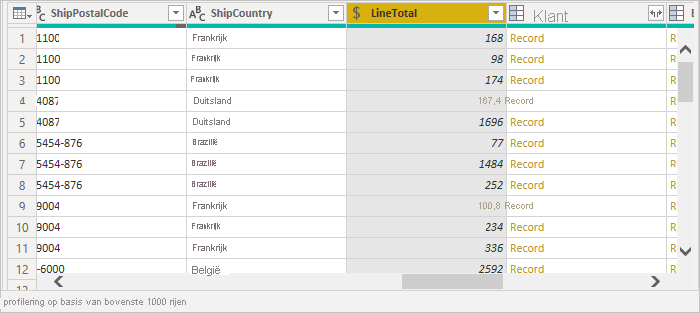 ABC ShipPostalCode ABC ShipCountry $ LineTotal Klant
1 1100 Frankrijk 168 Record R
2 1100 Frankrijk 98 Record R
3 1100 Frankrijk 174 Record R
4 4087 Duitsland 167,4 Record R
5 4087 Duitsland 1696 Record R
6 5454-876 Brazilië 77 Record R
7 5454-876 Brazilië 1484 Record R
8 5454-876 Brazilië 252 Record R
9 9004 Frankrijk 100,8 Record R
10 9004 Frankrijk 234 Record R
11 9004 Frankrijk 336 Record R
12 -6000 België 2592 Record R
profilering op basis van bovenste 1000 rijen